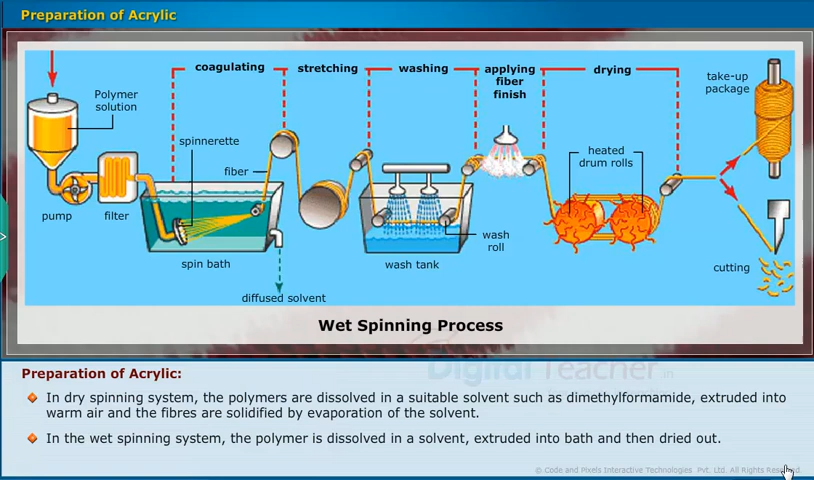 Preparation of Acrylic
coagulating
stretching
washing
applying
fiber
finish
drying
take-up
package
Polymer
solution
spinnerette
fiber
heated
drum rolls
pump
filter
wash
roll
spin bath
wash tank
cutting
diffused solvent
Wet Spinning Process
Digital Teacher.in
Preparation of Acrylic:
In dry spinning system, the polymers are dissolved in a suitable solvent such as dimethylformamide, extruded into
warm air and the fibres are solidified by evaporation of the solvent.
In the wet spinning system, the polymer is dissolved in a solvent, extruded into bath and then dried out.
© Code and Pixels Interactive Technologies Pvt. Ltd. All Rights Reserved.